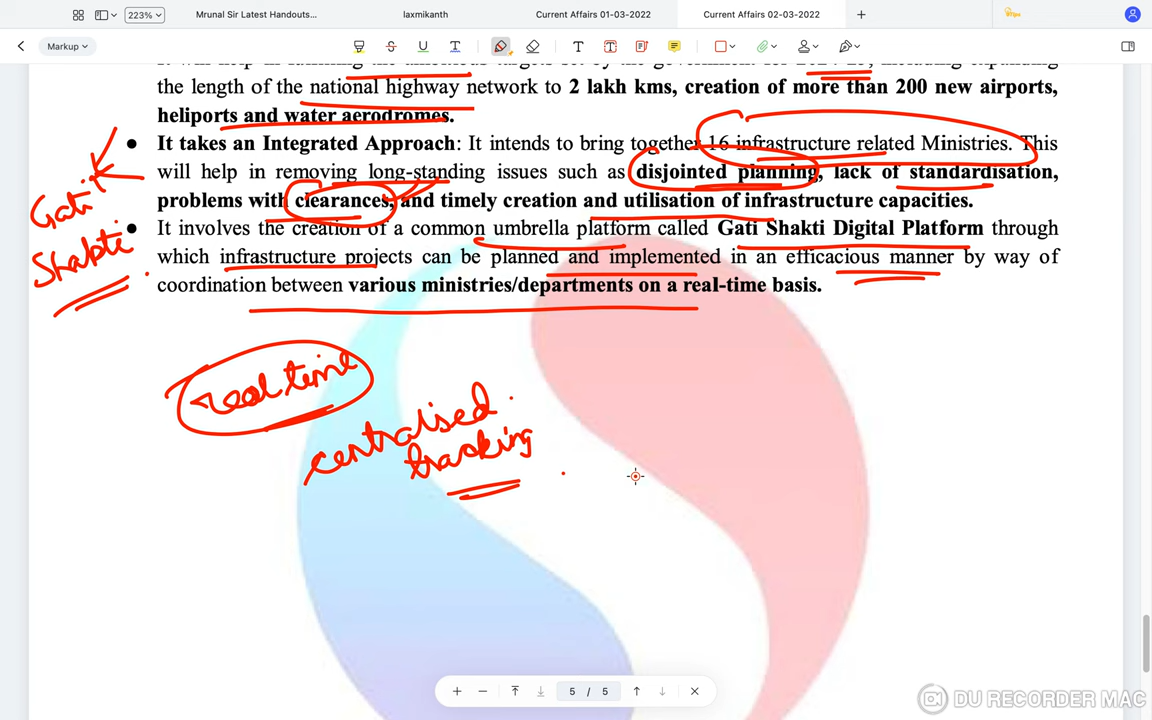 223%
Mrunal Sir Latest Handouts...
laxmikanth
Current Affairs 01-03-2022
Current Affairs 02-03-2022
Markup
the length of the national highway network to 2 lakh kms, creation of more than 200 new airports,
heliports and water aerodromes.
● It takes an Integrated Approach: It intends to bring together 16 infrastructure related Ministries. This
will help in removing long-standing issues such as disjointed planning, lack of standardisation,
problems with clearances, and timely creation and utilisation of infrastructure capacities.
● It involves the creation of a common umbrella platform called Gati Shakti Digital Platform through
which infrastructure projects can be planned and implemented in an efficacious manner by way of
coordination between various ministries/departments on a real-time basis.
Gati
Shakti
real time
centralised
tracking
5 / 5
DU RECORDER MAC